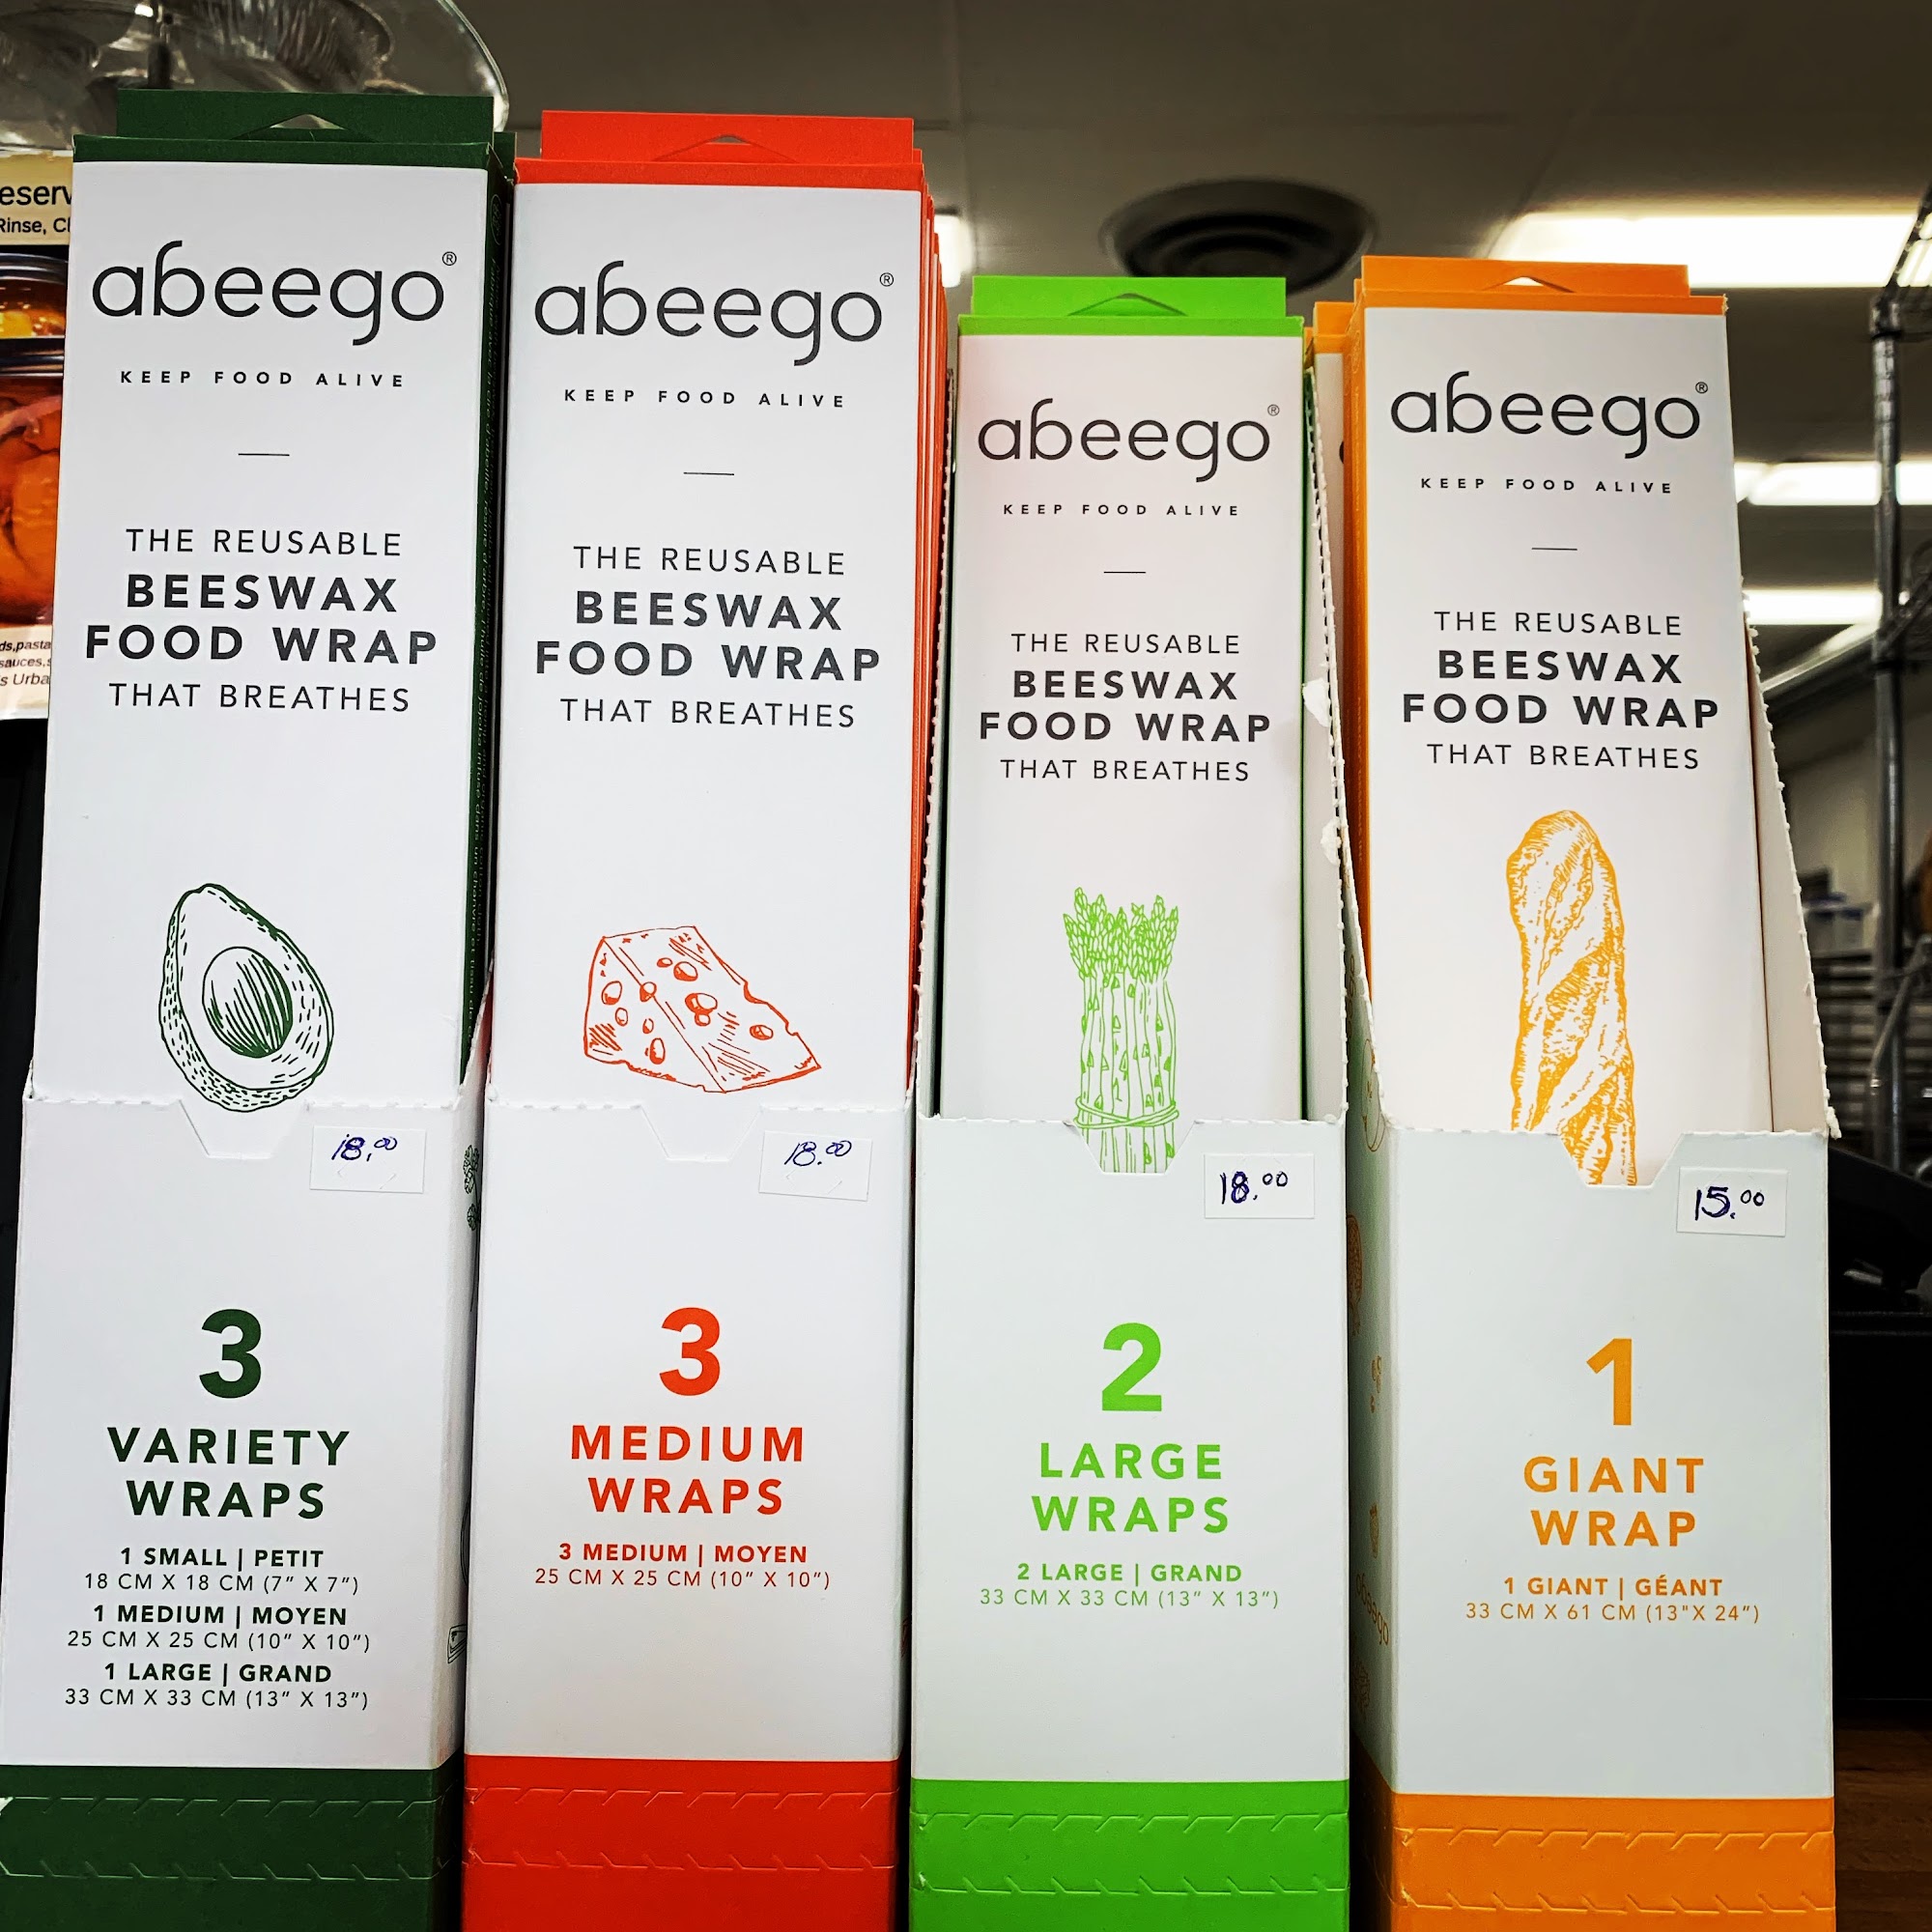 Rinse,
abeego®
KEEP FOOD ALIVE
THE REUSABLE
BEESWAX
FOOD WRAP
THAT BREATHES
18.00
3
VARIETY
WRAPS
1 SMALL | PETIT
18 CM X 18 CM (7" X 7")
1 MEDIUM | MOYEN
25 CM X 25 CM (10" X 10")
1 LARGE | GRAND
33 CM X 33 CM (13" X 13")
abeego®
KEEP FOOD ALIVE
THE REUSABLE
BEESWAX
FOOD WRAP
THAT BREATHES
18.00
3
MEDIUM
WRAPS
3 MEDIUM | MOYEN
25 CM X 25 CM (10" X 10")
abeego®
KEEP FOOD ALIVE
THE REUSABLE
BEESWAX
FOOD WRAP
THAT BREATHES
18.00
2
LARGE
WRAPS
2 LARGE | GRAND
33 CM X 33 CM (13" X 13")
abeego®
KEEP FOOD ALIVE
THE REUSABLE
BEESWAX
FOOD WRAP
THAT BREATHES
15.00
1
GIANT
WRAP
1 GIANT | GÉANT
33 CM X 61 CM (13"X 24")
abeego